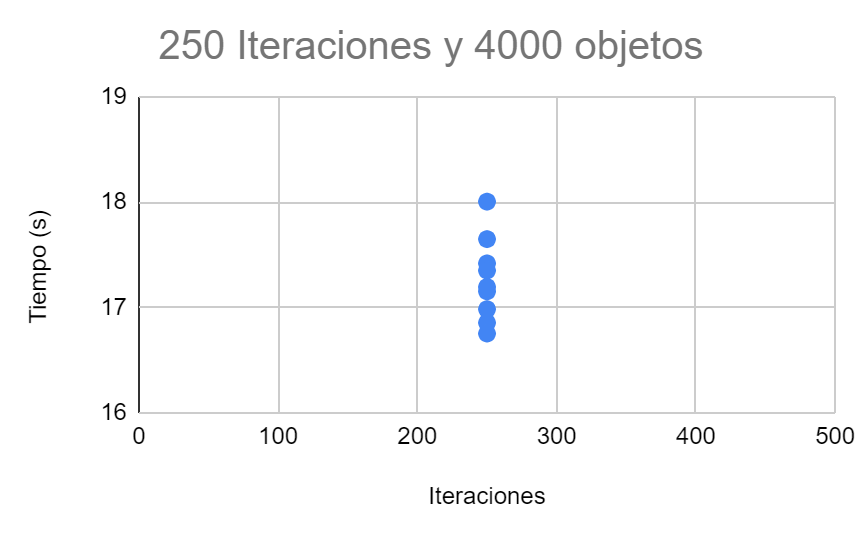 250 Iteraciones y 4000 objetos
19
18
17
16
Tiempo (s)
0 100 200 300 400 500
Iteraciones